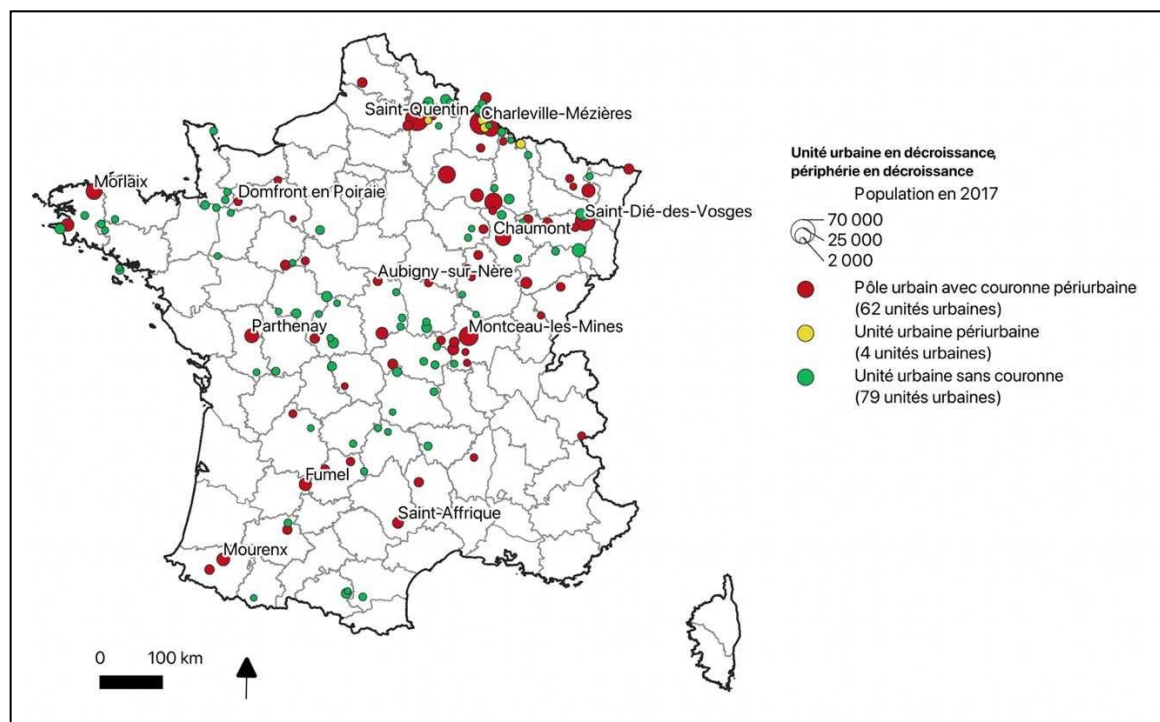 Saint-Quentin
Charleville-Mézières
Morlaix
Domfront en Poiraie
Saint-Dié-des-Vosges
Chaumont
Aubigny-sur-Nère
Parthenay
Montceau-les-Mines
Fumel
Saint-Affrique
Mourenx
0 100 km
Unité urbaine en décroissance,
périphérie en décroissance
Population en 2017
70 000
25 000
2 000
Pôle urbain avec couronne périurbaine
(62 unités urbaines)
Unité urbaine périurbaine
(4 unités urbaines)
Unité urbaine sans couronne
(79 unités urbaines)